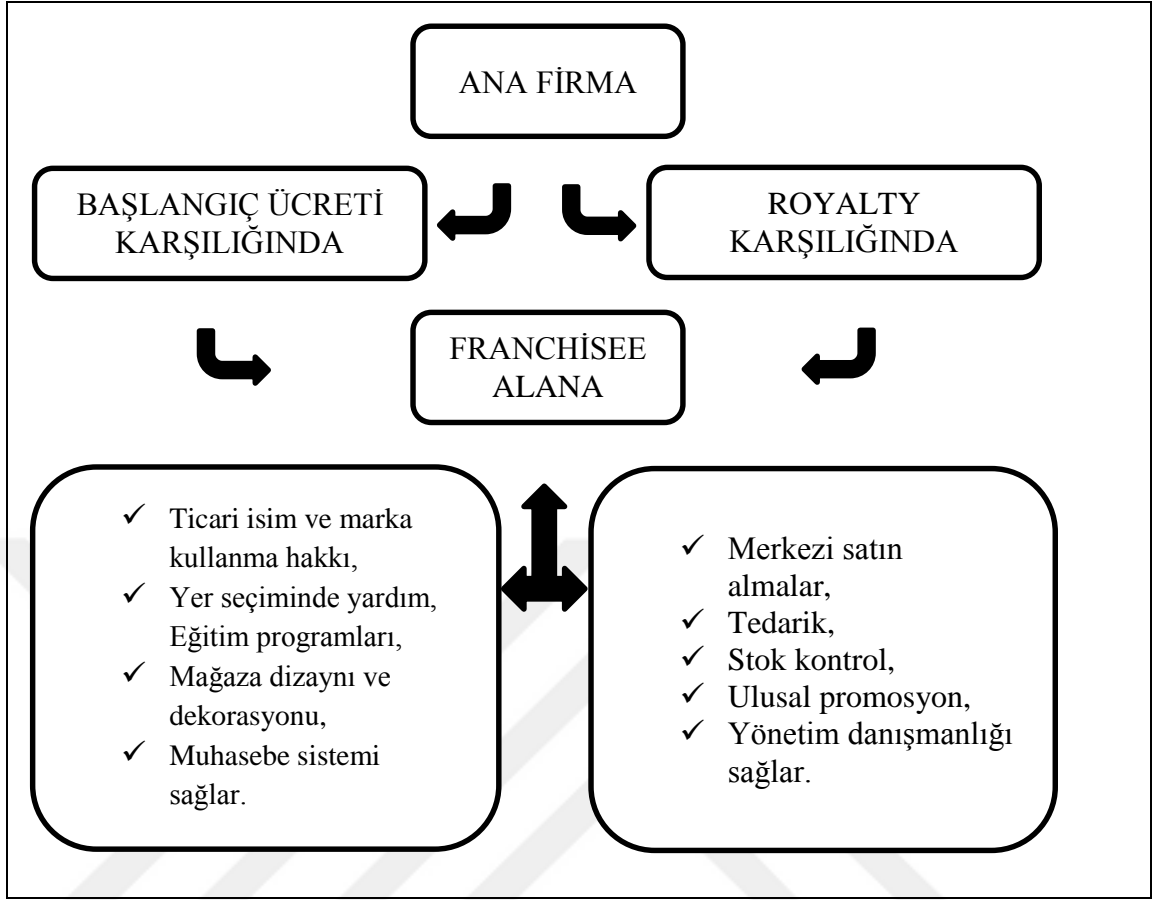 ANA FİRMA
BAŞLANGIÇ ÜCRETİ
KARŞILIĞINDA
ROYALTY
KARŞILIĞINDA
FRANCHİSEE
ALANA
✓ Ticari isim ve marka
kullanma hakkı,
✓ Yer seçiminde yardım,
Eğitim programları,
✓ Mağaza dizaynı ve
dekorasyonu,
✓ Muhasebe sistemi
sağlar.
✓ Merkezi satın
almalar,
✓ Tedarik,
✓ Stok kontrol,
✓ Ulusal promosyon,
✓ Yönetim danışmanlığı
sağlar.